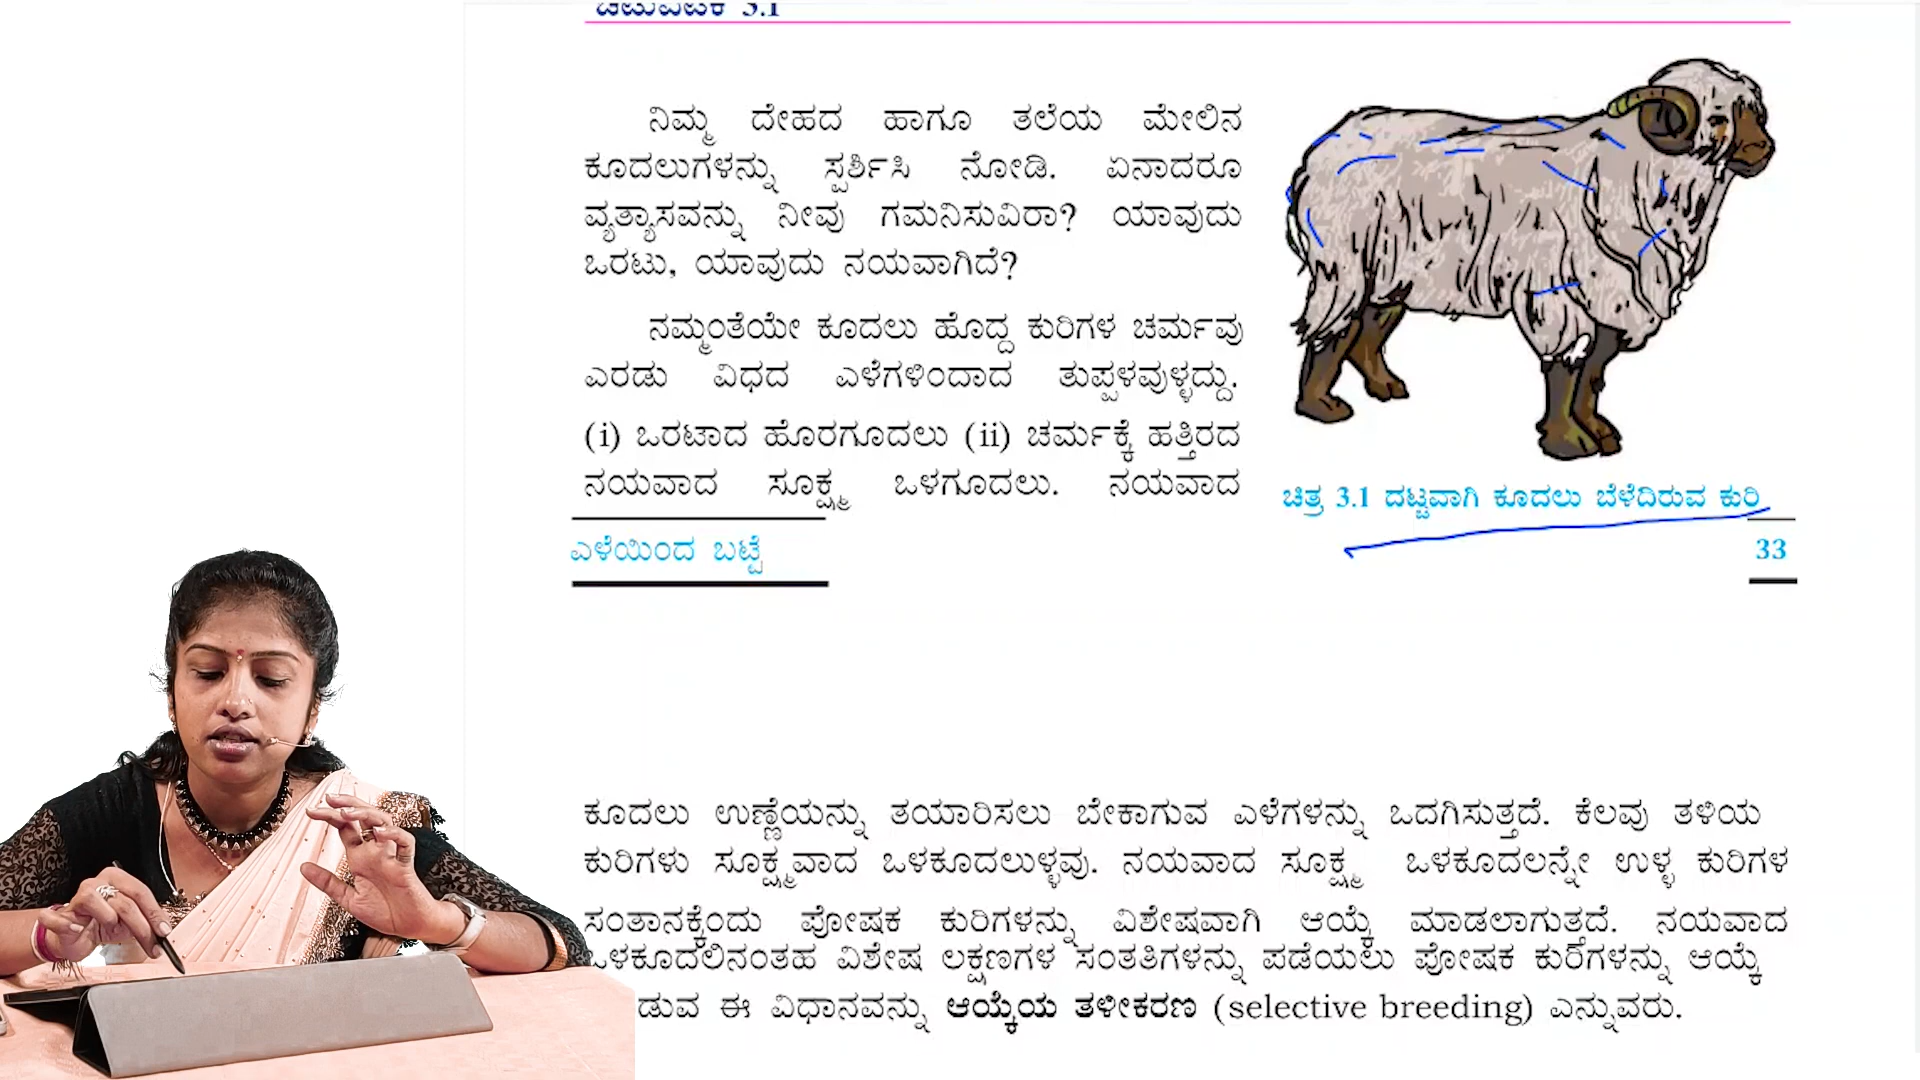 ಚಟುವಟಿಕೆ 3.1
ನಿಮ್ಮ ದೇಹದ ಹಾಗೂ ತಲೆಯ ಮೇಲಿನ
ಕೂದಲುಗಳನ್ನು ಸ್ಪರ್ಶಿಸಿ ನೋಡಿ. ಏನಾದರೂ
ವ್ಯತ್ಯಾಸವನ್ನು ನೀವು ಗಮನಿಸುವಿರಾ? ಯಾವುದು
ಒರಟು, ಯಾವುದು ನಯವಾಗಿದೆ?
ನಮ್ಮಂತೆಯೇ ಕೂದಲು ಹೊದ್ದ ಕುರಿಗಳ ಚರ್ಮವು
ಎರಡು ವಿಧದ ಎಳೆಗಳಿಂದಾದ ತುಪ್ಪಳವುಳ್ಳದ್ದು.
(i) ಒರಟಾದ ಹೊರಗೂದಲು (ii) ಚರ್ಮಕ್ಕೆ ಹತ್ತಿರದ
ನಯವಾದ ಸೂಕ್ಷ್ಮ ಒಳಗೂದಲು. ನಯವಾದ
ಚಿತ್ರ 3.1 ದಟ್ಟವಾಗಿ ಕೂದಲು ಬೆಳೆದಿರುವ ಕುರಿ
ಎಳೆಯಿಂದ ಬಟ್ಟೆ
33
ಕೂದಲು ಉಣ್ಣೆಯನ್ನು ತಯಾರಿಸಲು ಬೇಕಾಗುವ ಎಳೆಗಳನ್ನು ಒದಗಿಸುತ್ತದೆ. ಕೆಲವು ತಳಿಯ
ಕುರಿಗಳು ಸೂಕ್ಷ್ಮವಾದ ಒಳಕೂದಲುಳ್ಳವು. ನಯವಾದ ಸೂಕ್ಷ್ಮ ಒಳಕೂದಲನ್ನೇ ಉಳ್ಳ ಕುರಿಗಳ
ಸಂತಾನಕ್ಕೆಂದು ಪೋಷಕ ಕುರಿಗಳನ್ನು ವಿಶೇಷವಾಗಿ ಆಯ್ಕೆ ಮಾಡಲಾಗುತ್ತದೆ. ನಯವಾದ
ಒಳಕೂದಲಿನಂತಹ ವಿಶೇಷ ಲಕ್ಷಣಗಳ ಸಂತತಿಗಳನ್ನು ಪಡೆಯಲು ಪೋಷಕ ಕುರಿಗಳನ್ನು ಆಯ್ಕೆ
ಡುವ ಈ ವಿಧಾನವನ್ನು ಆಯ್ಕೆಯ ತಳೀಕರಣ (selective breeding) ಎನ್ನುವರು.